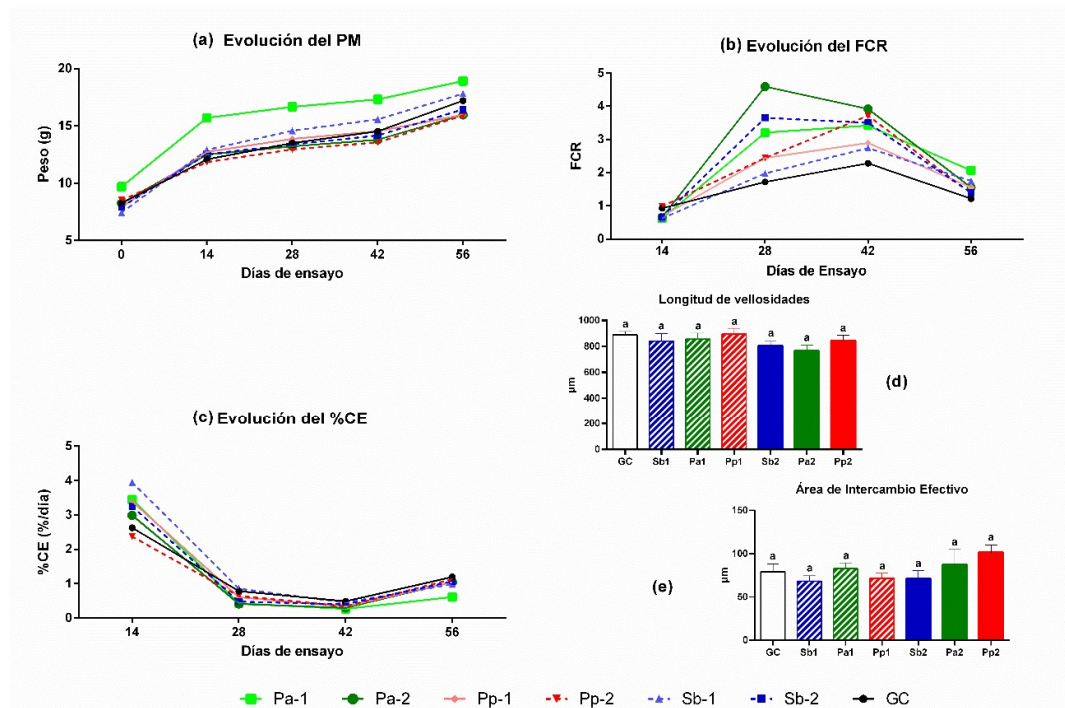 (a) Evolución del PM
20
15
10
5
Peso (g)
0 14 28 42 56
Días de ensayo
(b) Evolución del FCR
5
4
3
2
1
0
FCR
14 28 42 56
Días de Ensayo
(c) Evolución del %CE
5
4
3
2
1
0
%CE (%/día)
14 28 42 56
Días de ensayo
Longitud de vellosidades
1000
800
600
400
200
0
µm
a a a a a a a
GC Sb1 Pa1 Pp1 Sb2 Pa2 Pp2
(d)
Área de Intercambio Efectivo
150
100
50
0
µm
a a a a a a a
GC Sb1 Pa1 Pp1 Sb2 Pa2 Pp2
(e)
Pa-1 Pa-2 Pp-1 Pp-2 Sb-1 Sb-2 GC